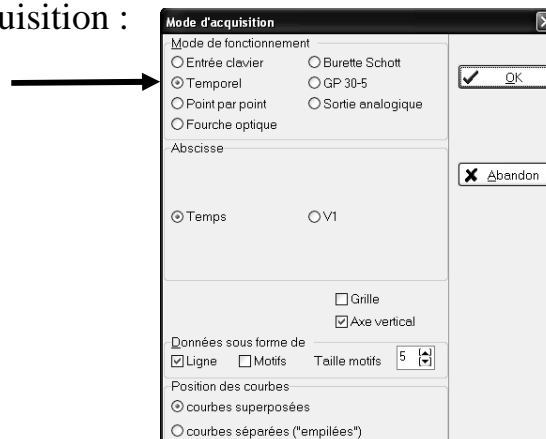 uisition :
Mode d'acquisition
Mode de fonctionnement
Entrée clavier
Burette Schott
Temporel
GP 30-5
Point par point
Sortie analogique
Fourche optique
OK
Abandon
Abscisse
Temps
V1
Grille
Axe vertical
Données sous forme de
Ligne
Motifs
Taille motifs
5
Position des courbes
courbes superposées
courbes séparées ("empilées")